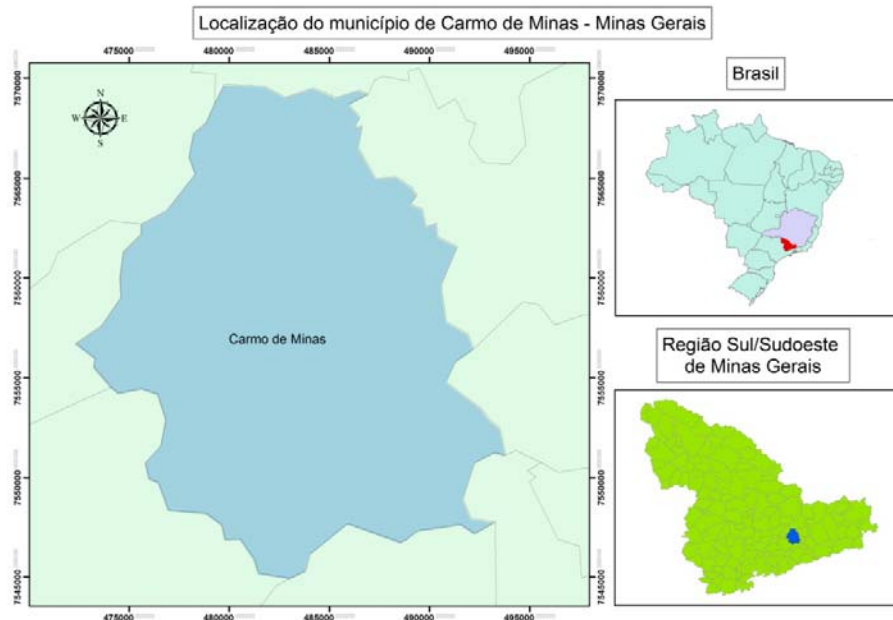 Localização do município de Carmo de Minas - Minas Gerais
475000 480000 485000 490000 495000
7570000
7565000
7560000
7555000
7550000
7545000
N
W E
S
Carmo de Minas
7570000
7565000
7560000
7555000
7550000
7545000
475000 480000 485000 490000 495000
Brasil
Região Sul/Sudoeste
de Minas Gerais